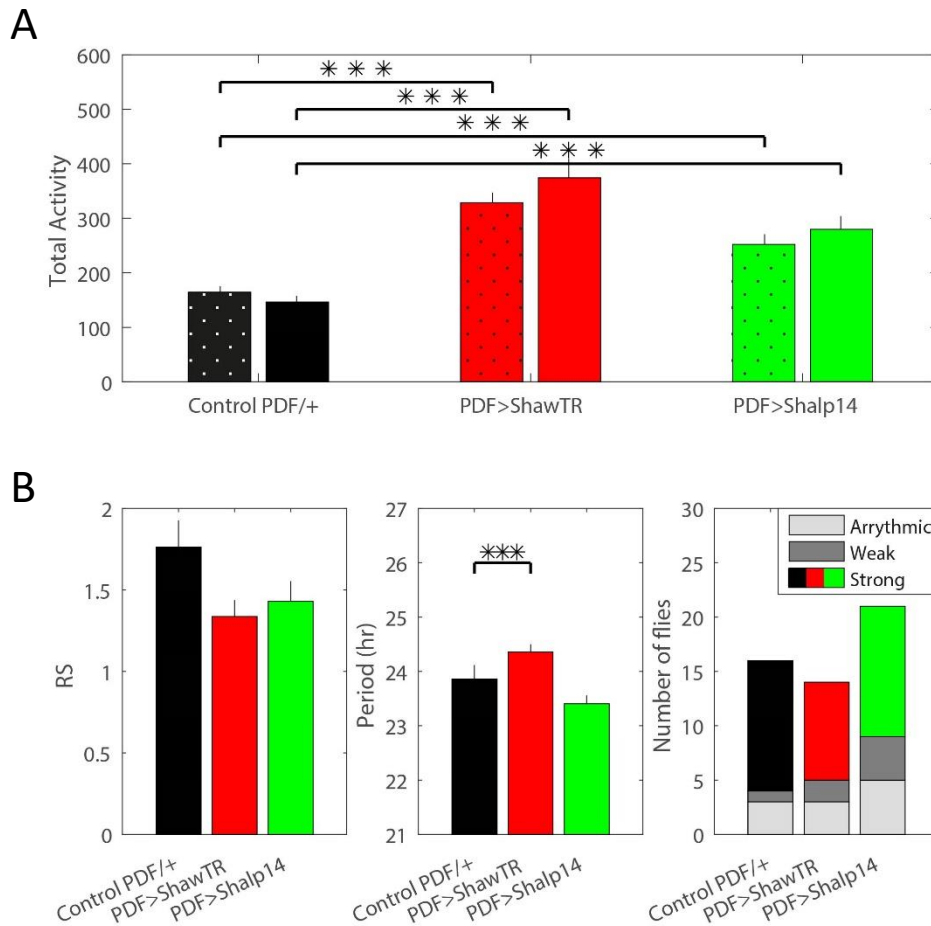 A
600
500
400
300
200
100
0
Total Activity
✳ ✳ ✳
✳ ✳ ✳
✳ ✳ ✳
✳ ✳ ✳
Control PDF/+ PDF>ShawTR PDF>Shalp14
B
2
1.5
1
0.5
0
RS
Control PDF/+
PDF>ShawTR
PDF>Shalp14
27
26
25
24
23
22
21
Period (hr)
✳✳✳
Control PDF/+
PDF>ShawTR
PDF>Shalp14
30
25
20
15
10
5
0
Number of flies
Arrythmic
Weak
Strong
Control PDF/+
PDF>ShawTR
PDF>Shalp14